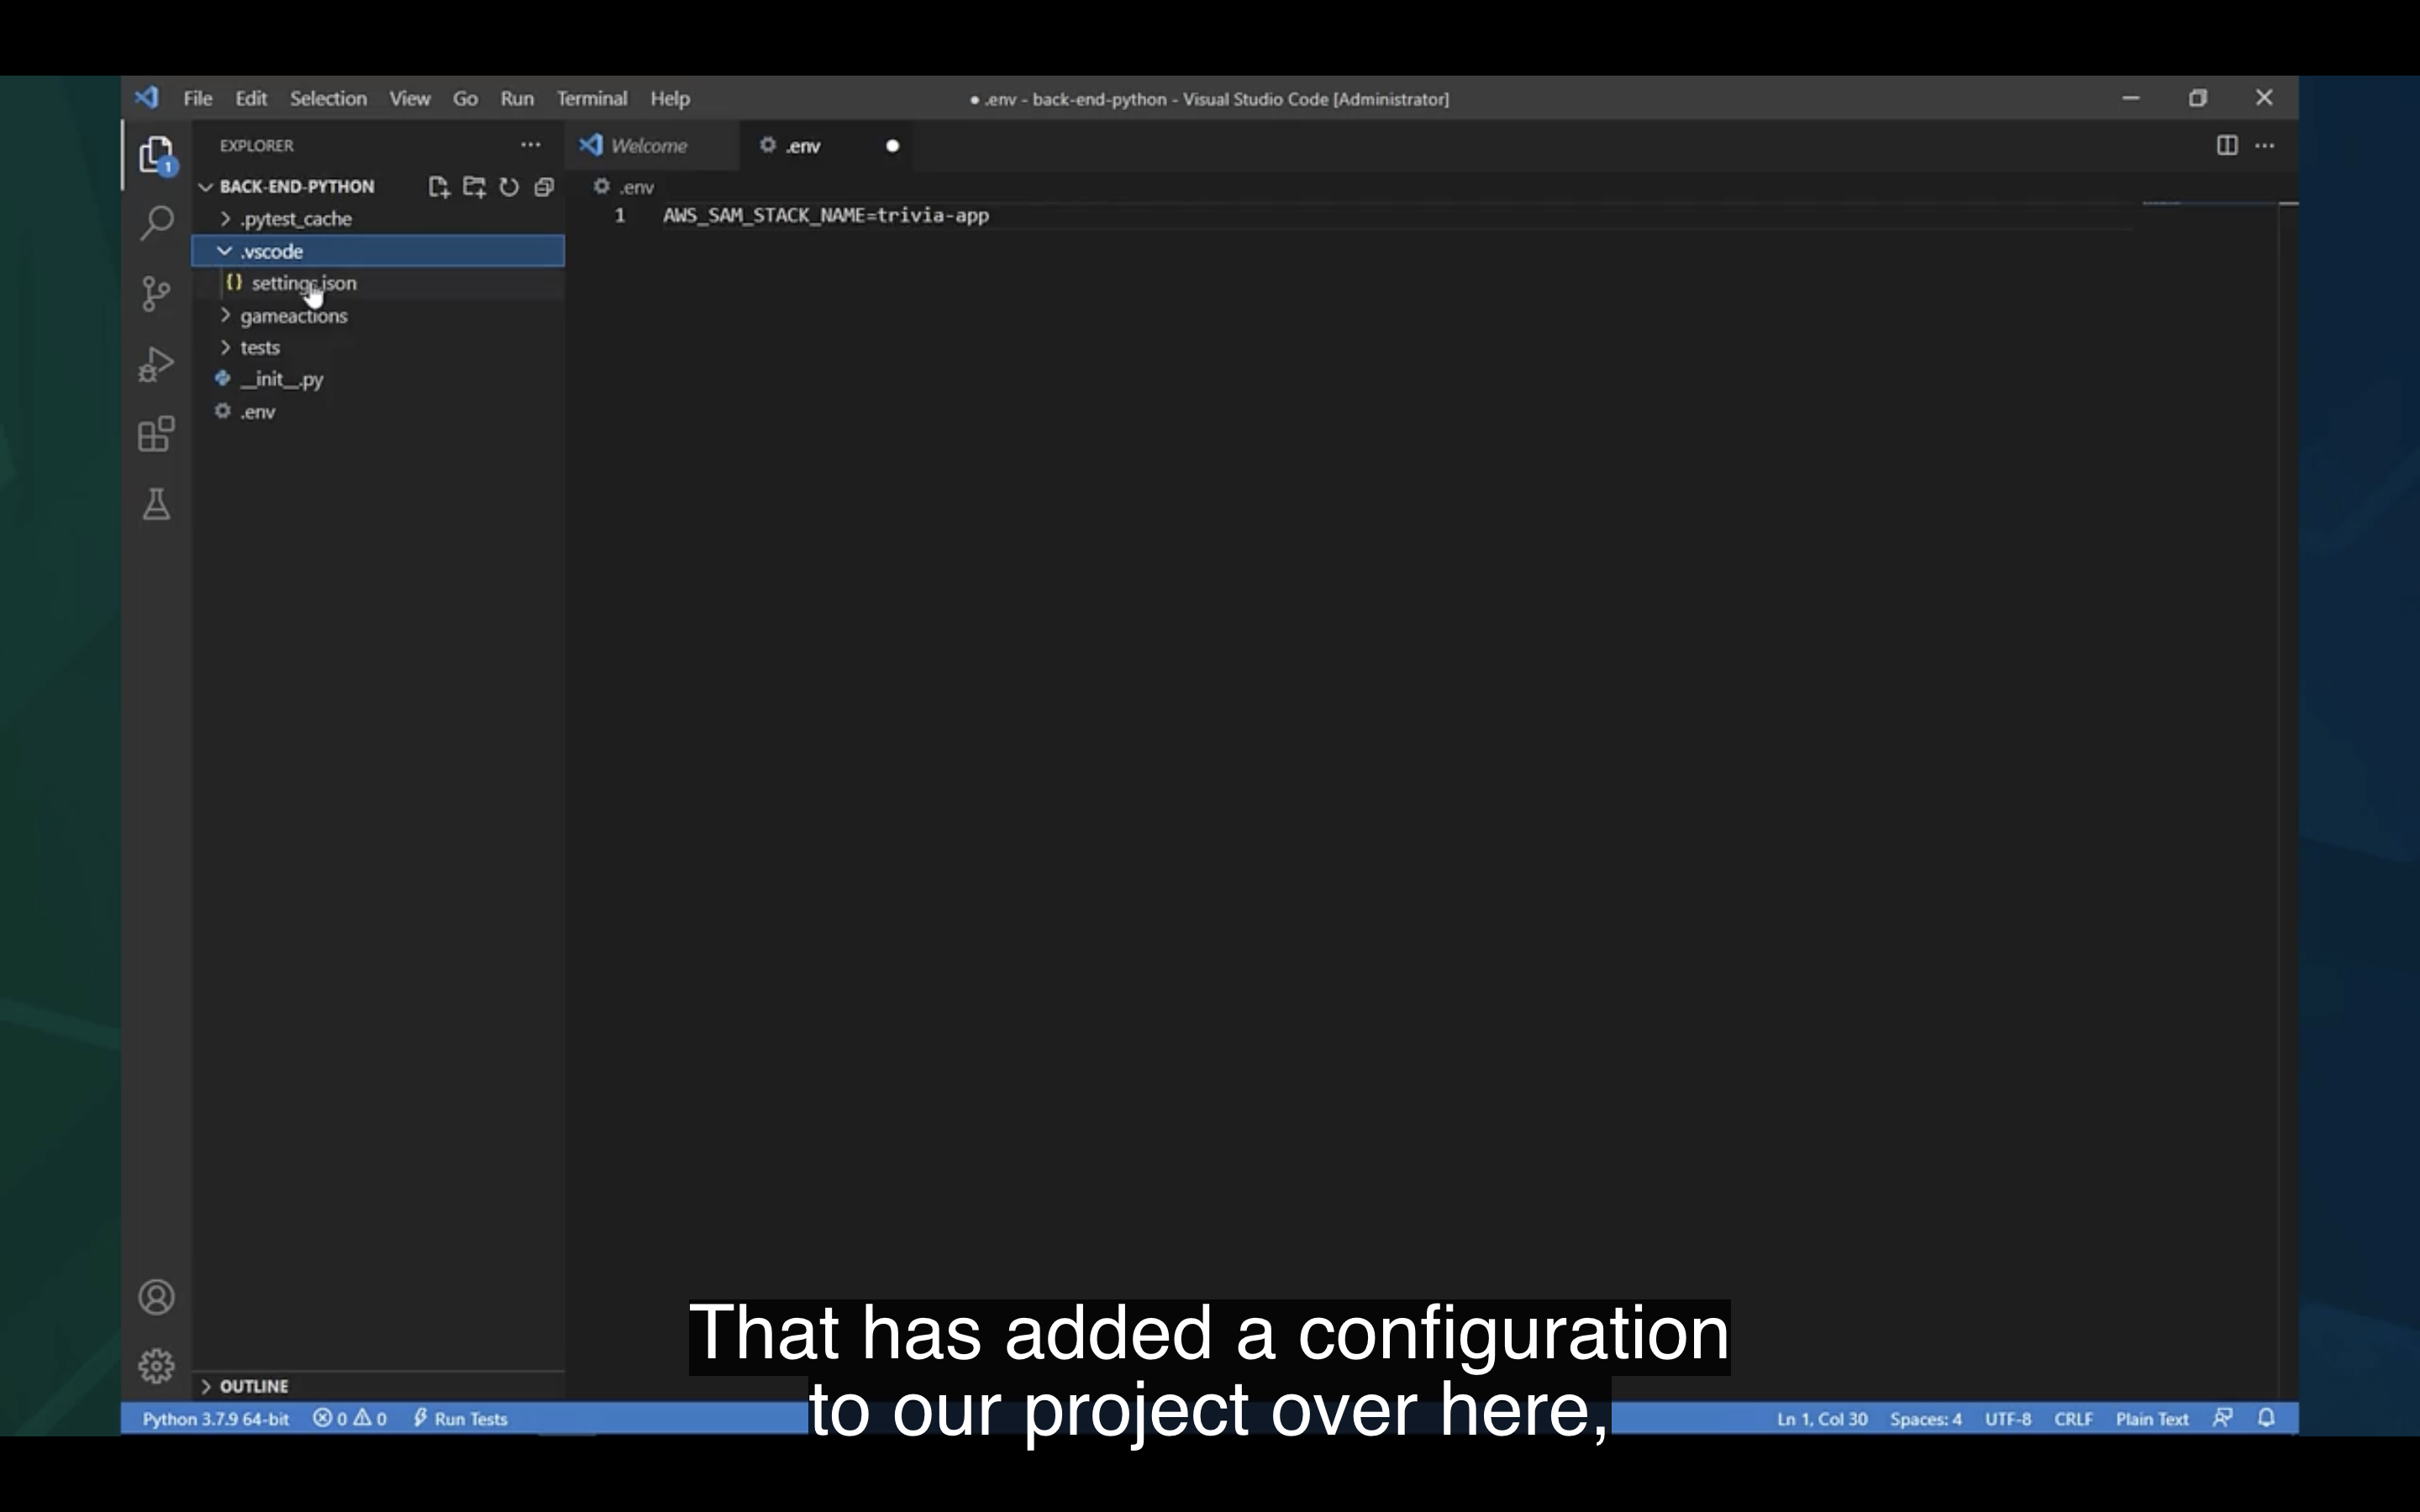 File Edit Selection View Go Run Terminal Help
● .env - back-end-python - Visual Studio Code [Administrator]
1
EXPLORER
Welcome
.env
BACK-END-PYTHON
.env
.pytest_cache
1 AWS_SAM_STACK_NAME=trivia-app
.vscode
{} settings.json
gameactions
tests
__init__.py
.env
OUTLINE
That has added a configuration
to our project over here,
Python 3.7.9 64-bit 0 0 Run Tests
Ln 1, Col 30 Spaces: 4 UTF-8 CRLF Plain Text